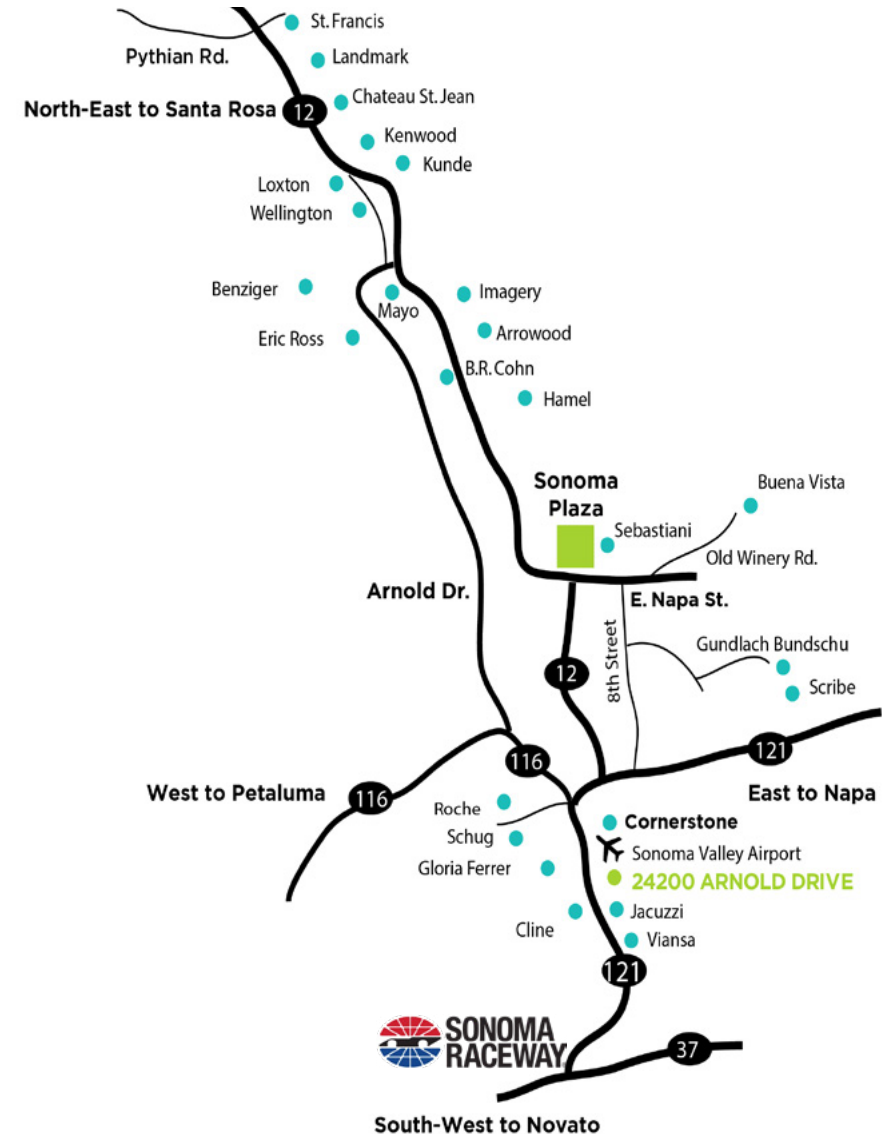 St. Francis
Pythian Rd.
Landmark
North-East to Santa Rosa
12
Chateau St. Jean
Kenwood
Kunde
Loxton
Wellington
Benziger
Mayo
Imagery
Eric Ross
Arrowood
B.R. Cohn
Hamel
Sonoma
Plaza
Buena Vista
Sebastiani
Old Winery Rd.
Arnold Dr.
E. Napa St.
8th Street
Gundlach Bundschu
12
Scribe
121
116
West to Petaluma
116
East to Napa
Roche
Cornerstone
Schug
Sonoma Valley Airport
Gloria Ferrer
24200 ARNOLD DRIVE
Jacuzzi
Cline
Viansa
121
SONOMA
RACEWAY
37
South-West to Novato